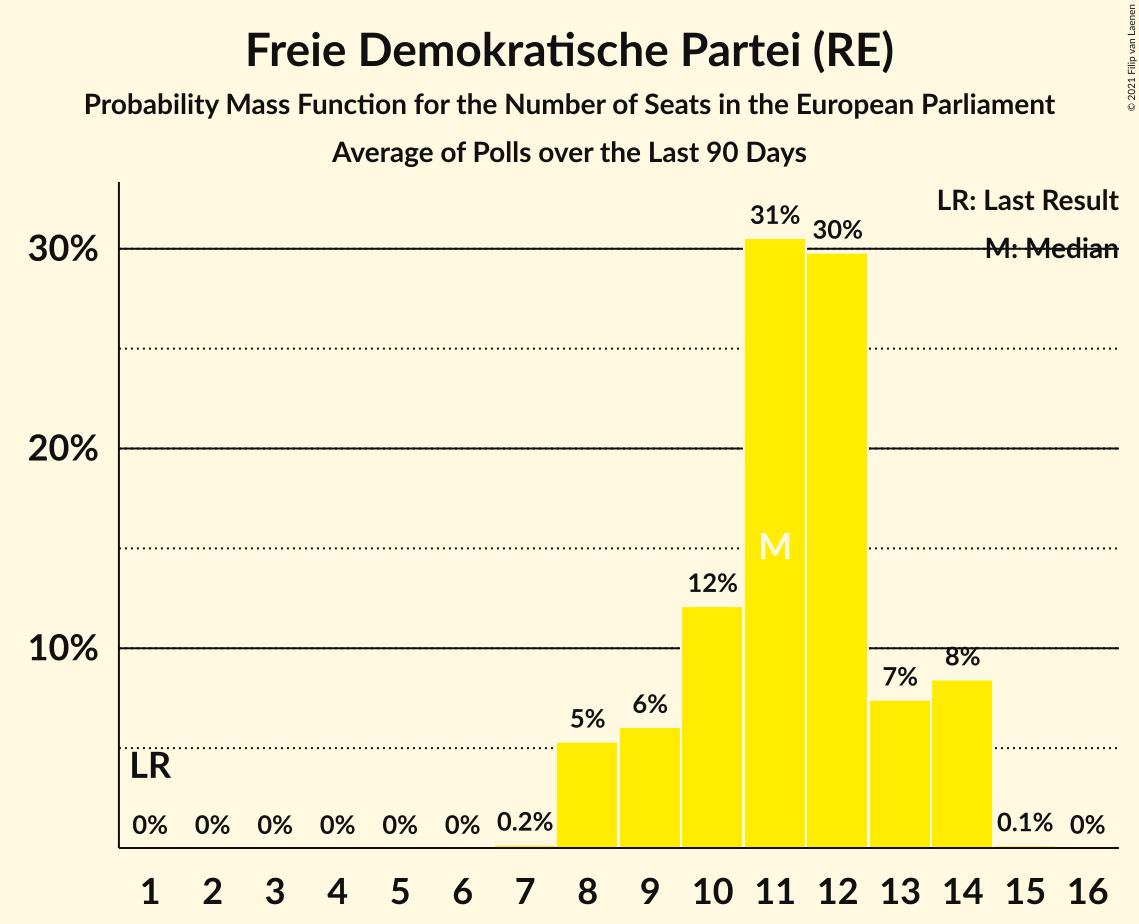 Freie Demokratische Partei (RE)
Probability Mass Function for the Number of Seats in the European Parliament
Average of Polls over the Last 90 Days
© 2021 Filip van Laenen
LR: Last Result
M: Median
30%
20%
10%
31%
30%
M
12%
8%
7%
6%
5%
LR
0% 0% 0% 0% 0% 0% 0.2% 0.1% 0%
1 2 3 4 5 6 7 8 9 10 11 12 13 14 15 16